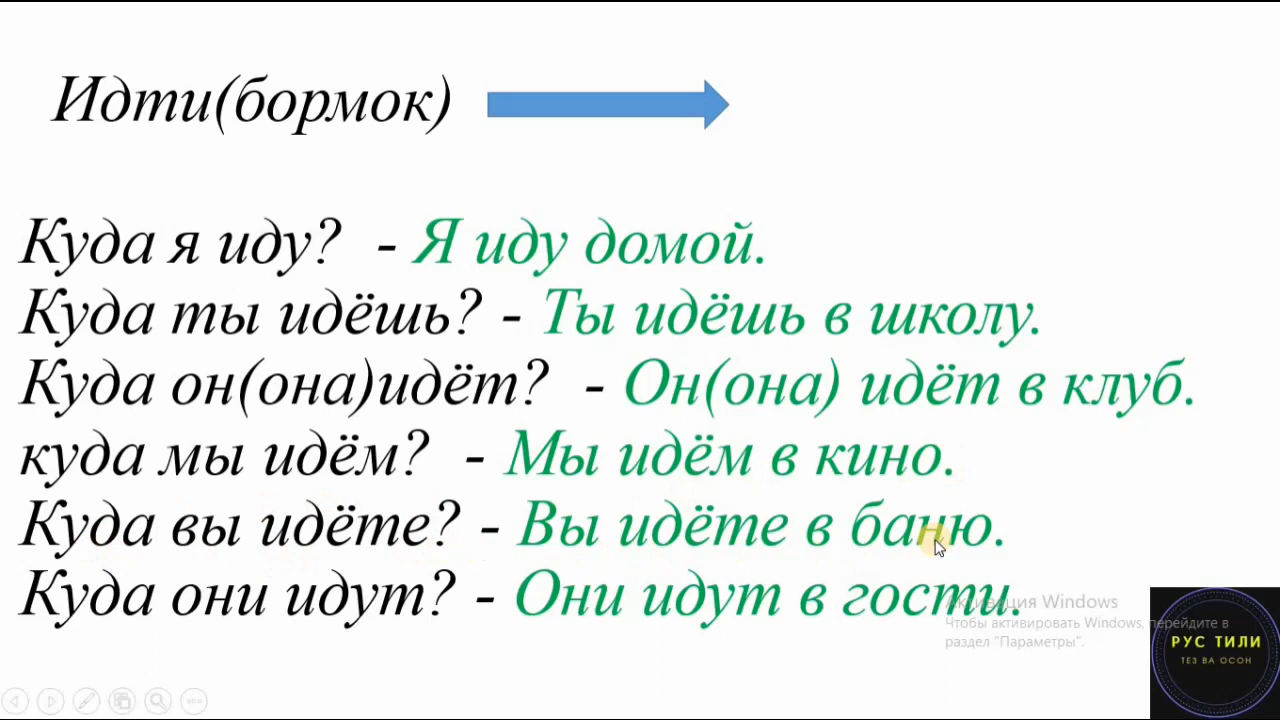 Идти(бормок)
Куда я иду? - Я иду домой.
Куда ты идёшь? - Ты идёшь в школу.
Куда он(она)идёт? - Он(она) идёт в клуб.
куда мы идём? - Мы идём в кино.
Куда вы идёте? - Вы идёте в баню.
Куда они идут? - Они идут в гости.
Активация Windows
Чтобы активировать Windows, перейдите в
раздел "Параметры".
РУС ТИЛИ
ТЕЗ ВА ОСОН